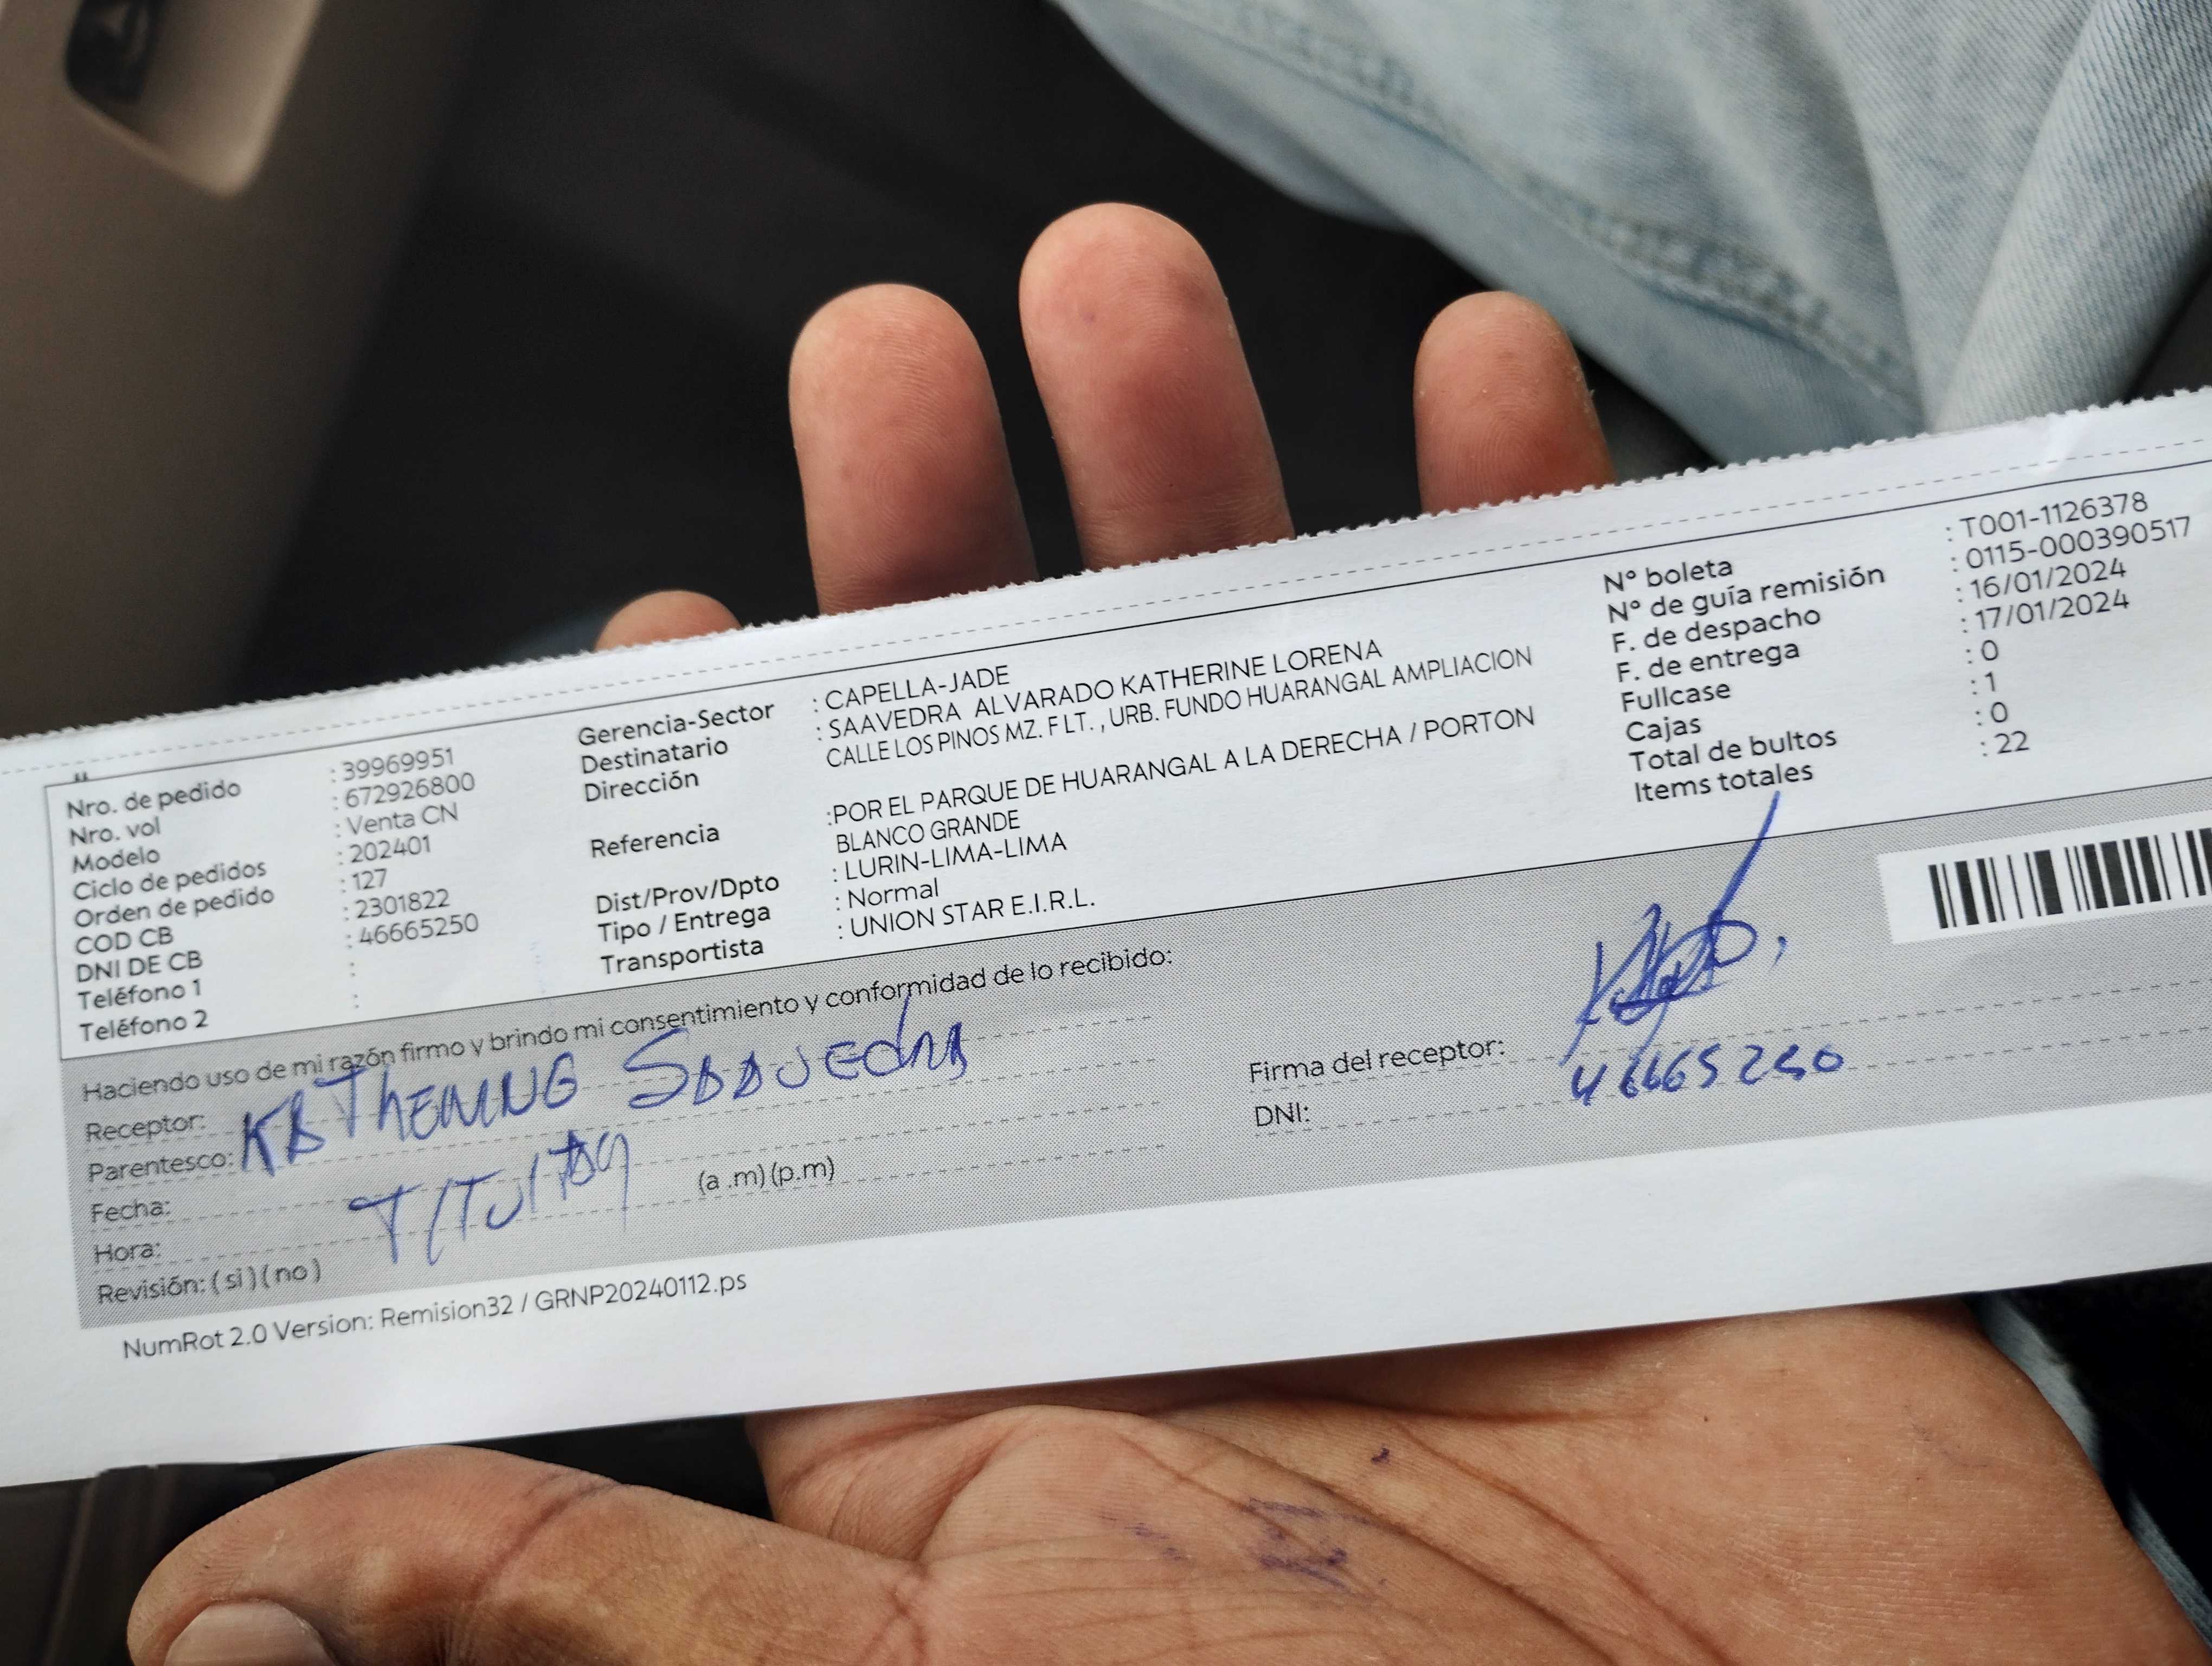 Nro. de pedido : 39969951
Nro. vol : 672926800
Modelo : Venta CN
Ciclo de pedidos : 202401
Orden de pedido : 127
COD CB : 2301822
DNI DE CB : 46665250
Teléfono 1 :
Teléfono 2 :
Gerencia-Sector : CAPELLA-JADE
Destinatario : SAAVEDRA ALVARADO KATHERINE LORENA
Dirección CALLE LOS PINOS MZ. F LT. , URB. FUNDO HUARANGAL AMPLIACION
Referencia :POR EL PARQUE DE HUARANGAL A LA DERECHA / PORTON
BLANCO GRANDE
Dist/Prov/Dpto : LURIN-LIMA-LIMA
Tipo / Entrega : Normal
Transportista : UNION STAR E.I.R.L.
N° boleta : T001-1126378
N° de guía remisión : 0115-000390517
F. de despacho : 16/01/2024
F. de entrega : 17/01/2024
Fullcase : 0
Cajas : 1
Total de bultos : 0
Items totales : 22
Haciendo uso de mi razón firmo y brindo mi consentimiento y conformidad de lo recibido:
Receptor: Katherine Saavedra
Parentesco:
Fecha: Titular
Hora: (a .m) (p.m)
Revisión: ( si ) ( no )
Firma del receptor:
DNI: 46665250
NumRot 2.0 Version: Remision32 / GRNP20240112.ps